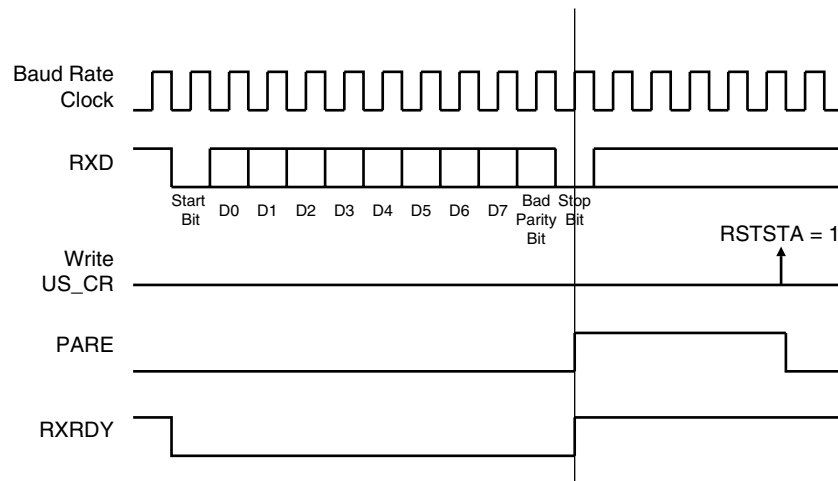 Baud Rate
Clock
RXD
Start
Bit
D0 D1 D2 D3 D4 D5 D6 D7
Bad
Parity
Bit
Stop
Bit
RSTSTA = 1
Write
US_CR
PARE
RXRDY